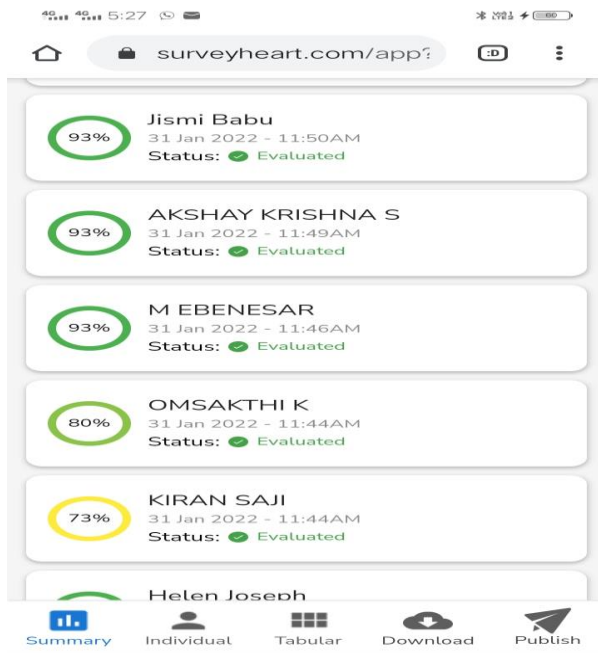 4G 4G 5:27
60
surveyheart.com/app?
:D
93%
Jismi Babu
31 Jan 2022 - 11:50AM
Status: Evaluated
93%
AKSHAY KRISHNA S
31 Jan 2022 - 11:49AM
Status: Evaluated
93%
M EBENESAR
31 Jan 2022 - 11:46AM
Status: Evaluated
80%
OMSAKTHI K
31 Jan 2022 - 11:44AM
Status: Evaluated
73%
KIRAN SAJI
31 Jan 2022 - 11:44AM
Status: Evaluated
Helen Joseph
Summary Individual Tabular Download Publish